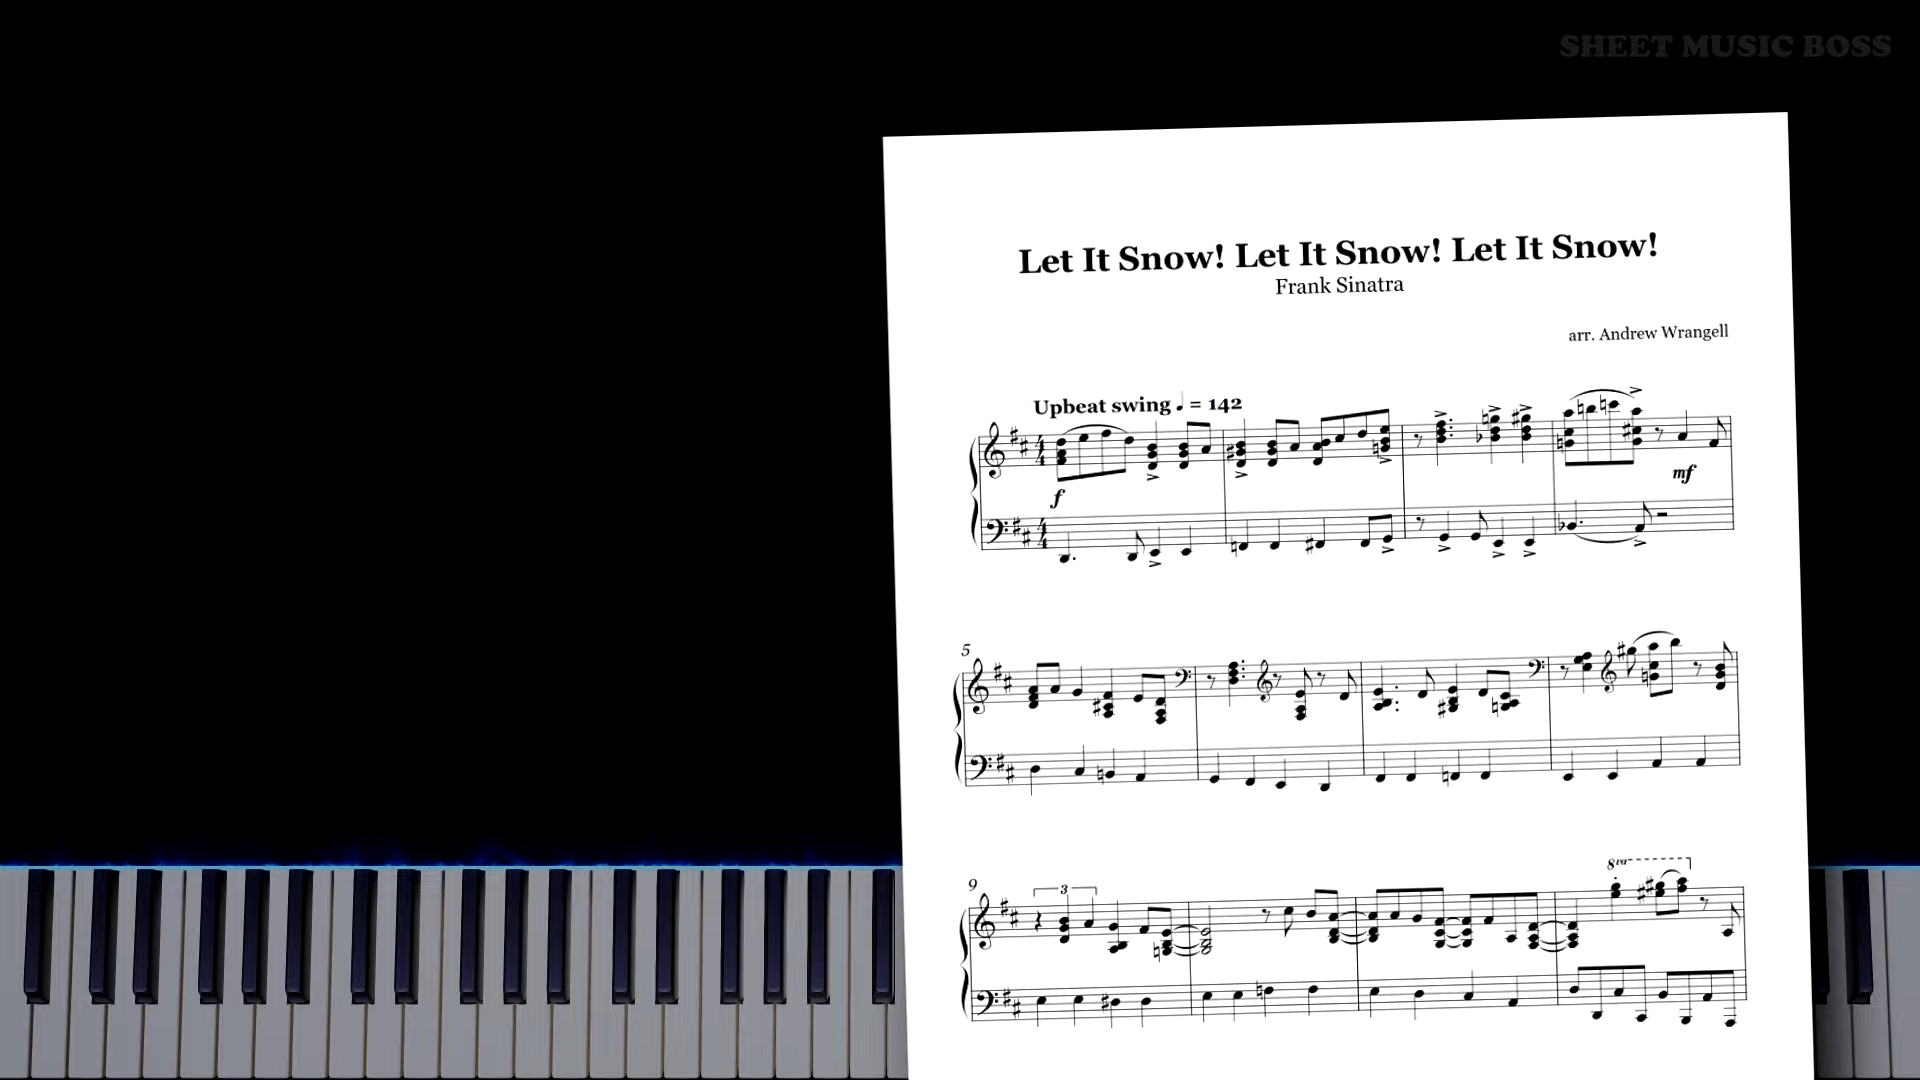 SHEET MUSIC BOSS
Let It Snow! Let It Snow! Let It Snow!
Frank Sinatra
arr. Andrew Wrangell
Upbeat swing ♩ = 142
f
mf
5
9
3
8va